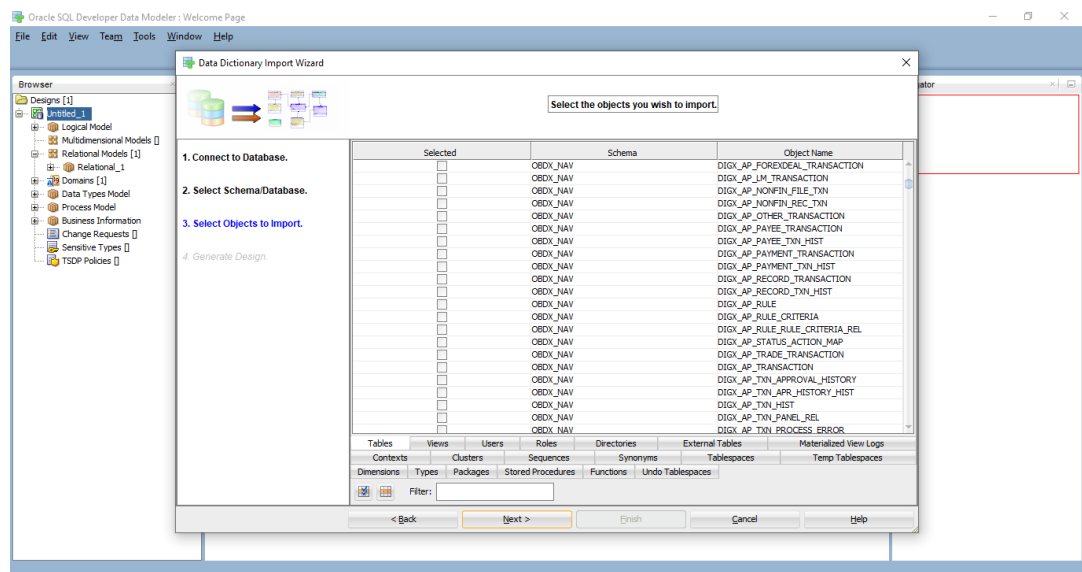 Oracle SQL Developer Data Modeler : Welcome Page
File Edit View Team Tools Window Help
Data Dictionary Import Wizard
Browser
Designs [1]
Untitled_1
Logical Model
Multidimensional Models []
Relational Models [1]
Relational_1
Domains [1]
Data Types Model
Process Model
Business Information
Change Requests []
Sensitive Types []
TSDP Policies []
ator
Select the objects you wish to import.
1. Connect to Database.
2. Select Schema/Database.
3. Select Objects to Import.
4. Generate Design.
Selected Schema Object Name
OBDX_NAV DIGX_AP_FOREXDEAL_TRANSACTION
OBDX_NAV DIGX_AP_LM_TRANSACTION
OBDX_NAV DIGX_AP_NONFIN_FILE_TXN
OBDX_NAV DIGX_AP_NONFIN_REC_TXN
OBDX_NAV DIGX_AP_OTHER_TRANSACTION
OBDX_NAV DIGX_AP_PAYEE_TRANSACTION
OBDX_NAV DIGX_AP_PAYEE_TXN_HIST
OBDX_NAV DIGX_AP_PAYMENT_TRANSACTION
OBDX_NAV DIGX_AP_PAYMENT_TXN_HIST
OBDX_NAV DIGX_AP_RECORD_TRANSACTION
OBDX_NAV DIGX_AP_RECORD_TXN_HIST
OBDX_NAV DIGX_AP_RULE
OBDX_NAV DIGX_AP_RULE_CRITERIA
OBDX_NAV DIGX_AP_RULE_RULE_CRITERIA_REL
OBDX_NAV DIGX_AP_STATUS_ACTION_MAP
OBDX_NAV DIGX_AP_TRADE_TRANSACTION
OBDX_NAV DIGX_AP_TRANSACTION
OBDX_NAV DIGX_AP_TXN_APPROVAL_HISTORY
OBDX_NAV DIGX_AP_TXN_APR_HISTORY_HIST
OBDX_NAV DIGX_AP_TXN_HIST
OBDX_NAV DIGX_AP_TXN_PANEL_REL
OBDX_NAV DIGX_AP_TXN_PROCESS_ERROR
Tables Views Users Roles Directories External Tables Materialized View Logs
Contexts Clusters Sequences Synonyms Tablespaces Temp Tablespaces
Dimensions Types Packages Stored Procedures Functions Undo Tablespaces
Filter:
< Back Next > Finish Cancel Help